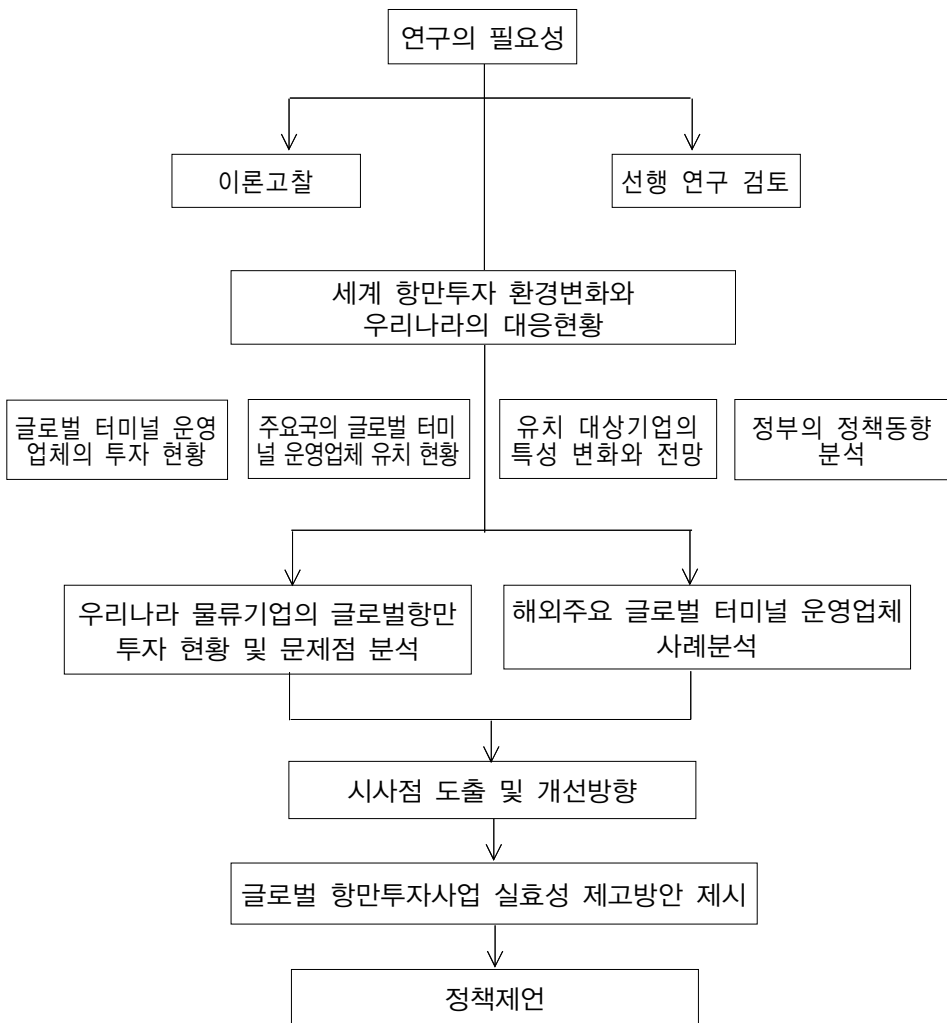 연구의 필요성
이론고찰
선행 연구 검토
세계 항만투자 환경변화와
우리나라의 대응현황
글로벌 터미널 운영
업체의 투자 현황
주요국의 글로벌 터미
널 운영업체 유치 현황
유치 대상기업의
특성 변화와 전망
정부의 정책동향
분석
우리나라 물류기업의 글로벌항만
투자 현황 및 문제점 분석
해외주요 글로벌 터미널 운영업체
사례분석
시사점 도출 및 개선방향
글로벌 항만투자사업 실효성 제고방안 제시
정책제언